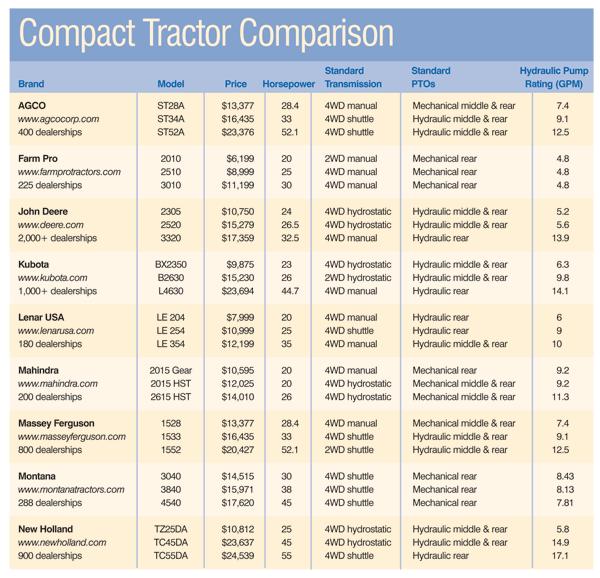 Compact Tractor Comparison
Standard Standard Hydraulic Pump
Brand Model Price Horsepower Transmission PTOs Rating (GPM)
AGCO ST28A $13,377 28.4 4WD manual Mechanical middle & rear 7.4
www.agcocorp.com ST34A $16,435 33 4WD shuttle Hydraulic middle & rear 9.1
400 dealerships ST52A $23,376 52.1 4WD shuttle Hydraulic middle & rear 12.5
Farm Pro 2010 $6,199 20 2WD manual Mechanical rear 4.8
www.farmprotractors.com 2510 $8,999 25 4WD manual Mechanical rear 4.8
225 dealerships 3010 $11,199 30 4WD manual Mechanical rear 4.8
John Deere 2305 $10,750 24 4WD hydrostatic Hydraulic middle & rear 5.2
www.deere.com 2520 $15,279 26.5 4WD hydrostatic Hydraulic middle & rear 5.6
2,000+ dealerships 3320 $17,359 32.5 4WD manual Hydraulic rear 13.9
Kubota BX2350 $9,875 23 4WD hydrostatic Hydraulic middle & rear 6.3
www.kubota.com B2630 $15,230 26 2WD hydrostatic Hydraulic middle & rear 9.8
1,000+ dealerships L4630 $23,694 44.7 4WD manual Hydraulic rear 14.1
Lenar USA LE 204 $7,999 20 4WD manual Hydraulic rear 6
www.lenarusa.com LE 254 $10,999 25 4WD shuttle Hydraulic rear 9
180 dealerships LE 354 $12,199 35 4WD manual Hydraulic middle & rear 10
Mahindra 2015 Gear $10,595 20 4WD manual Mechanical rear 9.2
www.mahindra.com 2015 HST $12,025 20 4WD hydrostatic Mechanical middle & rear 9.2
200 dealerships 2615 HST $14,010 26 4WD hydrostatic Mechanical middle & rear 11.3
Massey Ferguson 1528 $13,377 28.4 4WD manual Mechanical middle & rear 7.4
www.masseyferguson.com 1533 $16,435 33 4WD shuttle Hydraulic middle & rear 9.1
800 dealerships 1552 $20,427 52.1 2WD shuttle Hydraulic middle & rear 12.5
Montana 3040 $14,515 30 4WD shuttle Mechanical rear 8.43
www.montanatractors.com 3840 $15,971 38 4WD shuttle Mechanical rear 8.13
288 dealerships 4540 $17,620 45 4WD shuttle Mechanical rear 7.81
New Holland TZ25DA $10,812 25 4WD hydrostatic Hydraulic middle & rear 5.8
www.newholland.com TC45DA $23,637 45 4WD hydrostatic Hydraulic middle & rear 14.9
900 dealerships TC55DA $24,539 55 4WD shuttle Hydraulic rear 17.1